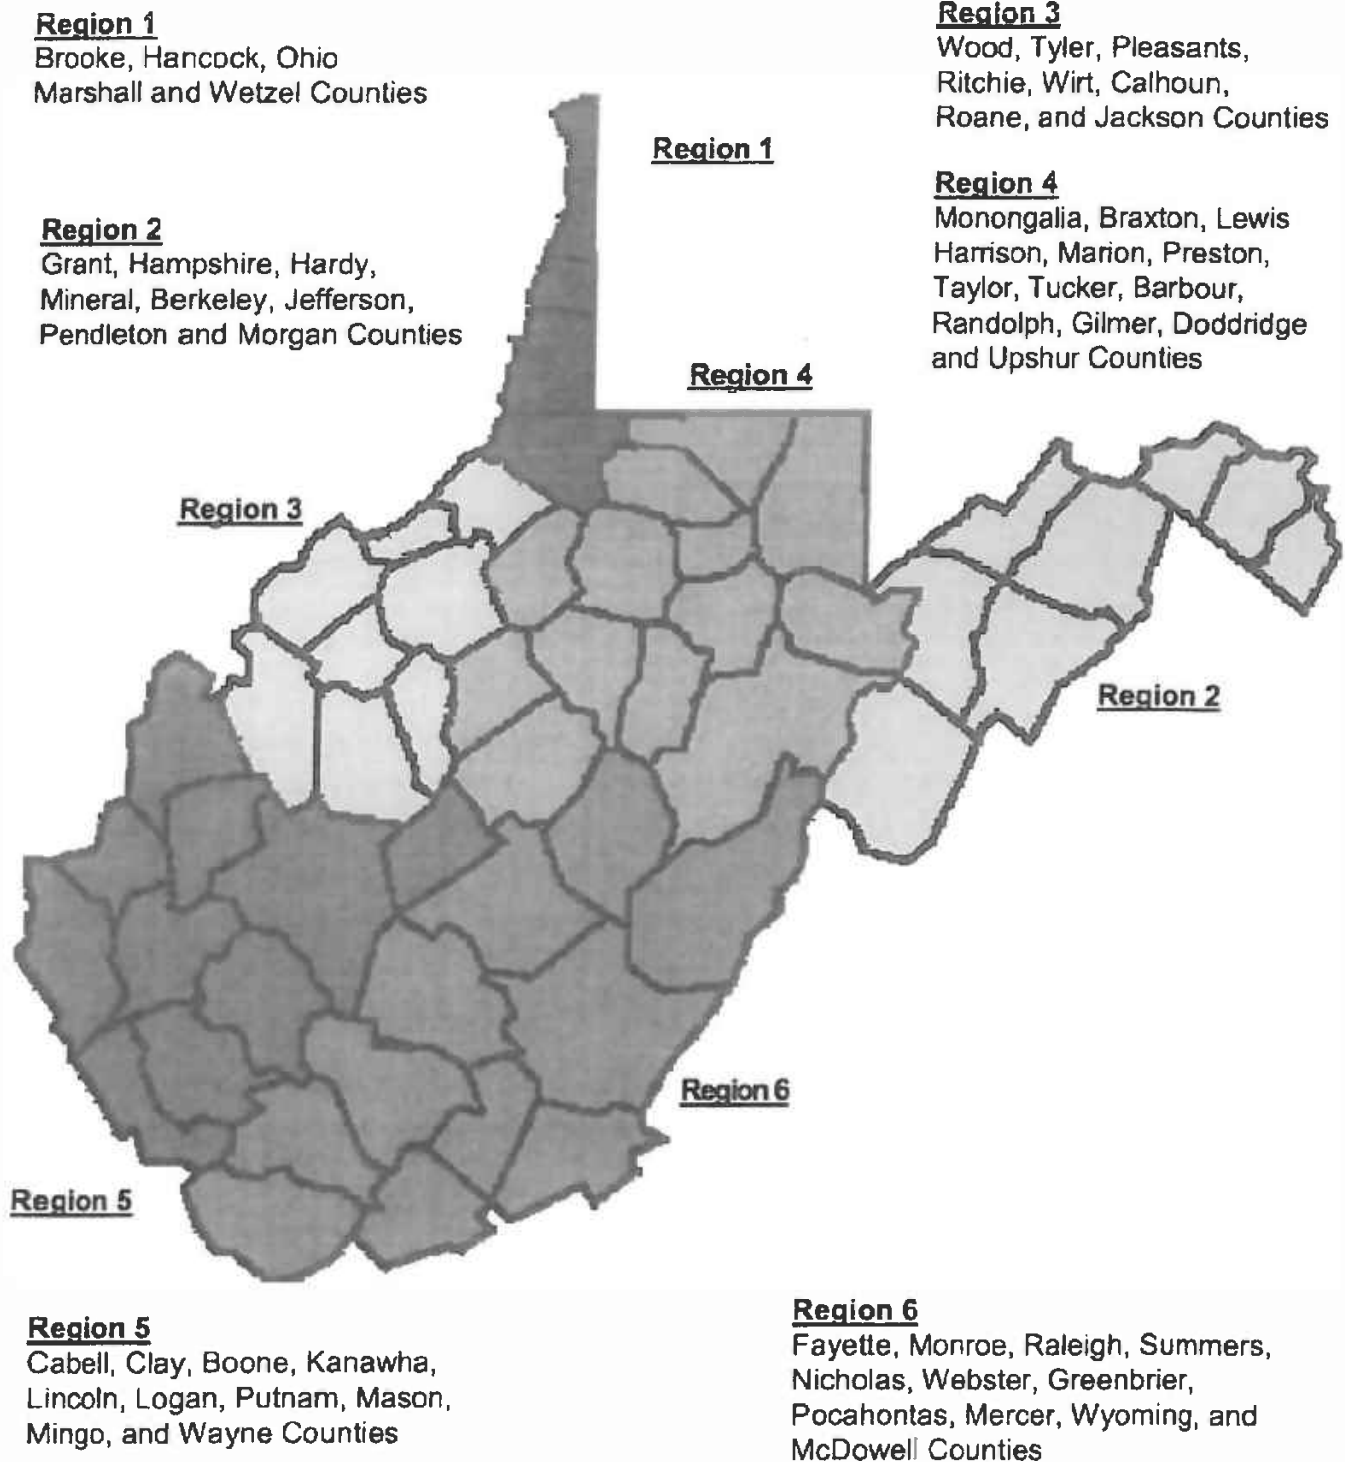 Region 1
Brooke, Hancock, Ohio
Marshall and Wetzel Counties
Region 3
Wood, Tyler, Pleasants,
Ritchie, Wirt, Calhoun,
Roane, and Jackson Counties
Region 1
Region 4
Monongalia, Braxton, Lewis
Harrison, Marion, Preston,
Taylor, Tucker, Barbour,
Randolph, Gilmer, Doddridge
and Upshur Counties
Region 2
Grant, Hampshire, Hardy,
Mineral, Berkeley, Jefferson,
Pendleton and Morgan Counties
Region 4
Region 3
Region 2
Region 6
Region 5
Region 5
Cabell, Clay, Boone, Kanawha,
Lincoln, Logan, Putnam, Mason,
Mingo, and Wayne Counties
Region 6
Fayette, Monroe, Raleigh, Summers,
Nicholas, Webster, Greenbrier,
Pocahontas, Mercer, Wyoming, and
McDowell Counties